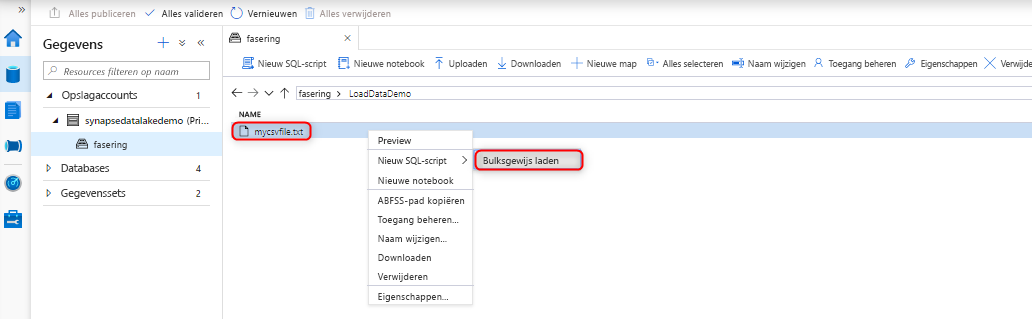 » Alles publiceren Alles valideren Vernieuwen Alles verwijderen
Gegevens
Resources filteren op naam
Opslagaccounts 1
synapsedatalakedemo (Pri...
fasering
Databases 4
Gegevenssets 2
fasering ×
Nieuw SQL-script Nieuwe notebook Uploaden Downloaden Nieuwe map Alles selecteren Naam wijzigen Toegang beheren Eigenschappen Verwijde
fasering > LoadDataDemo
NAME
mycsvfile.txt
Preview
Nieuw SQL-script > Bulksgewijs laden
Nieuwe notebook
ABFSS-pad kopiëren
Toegang beheren...
Naam wijzigen...
Downloaden
Verwijderen
Eigenschappen...